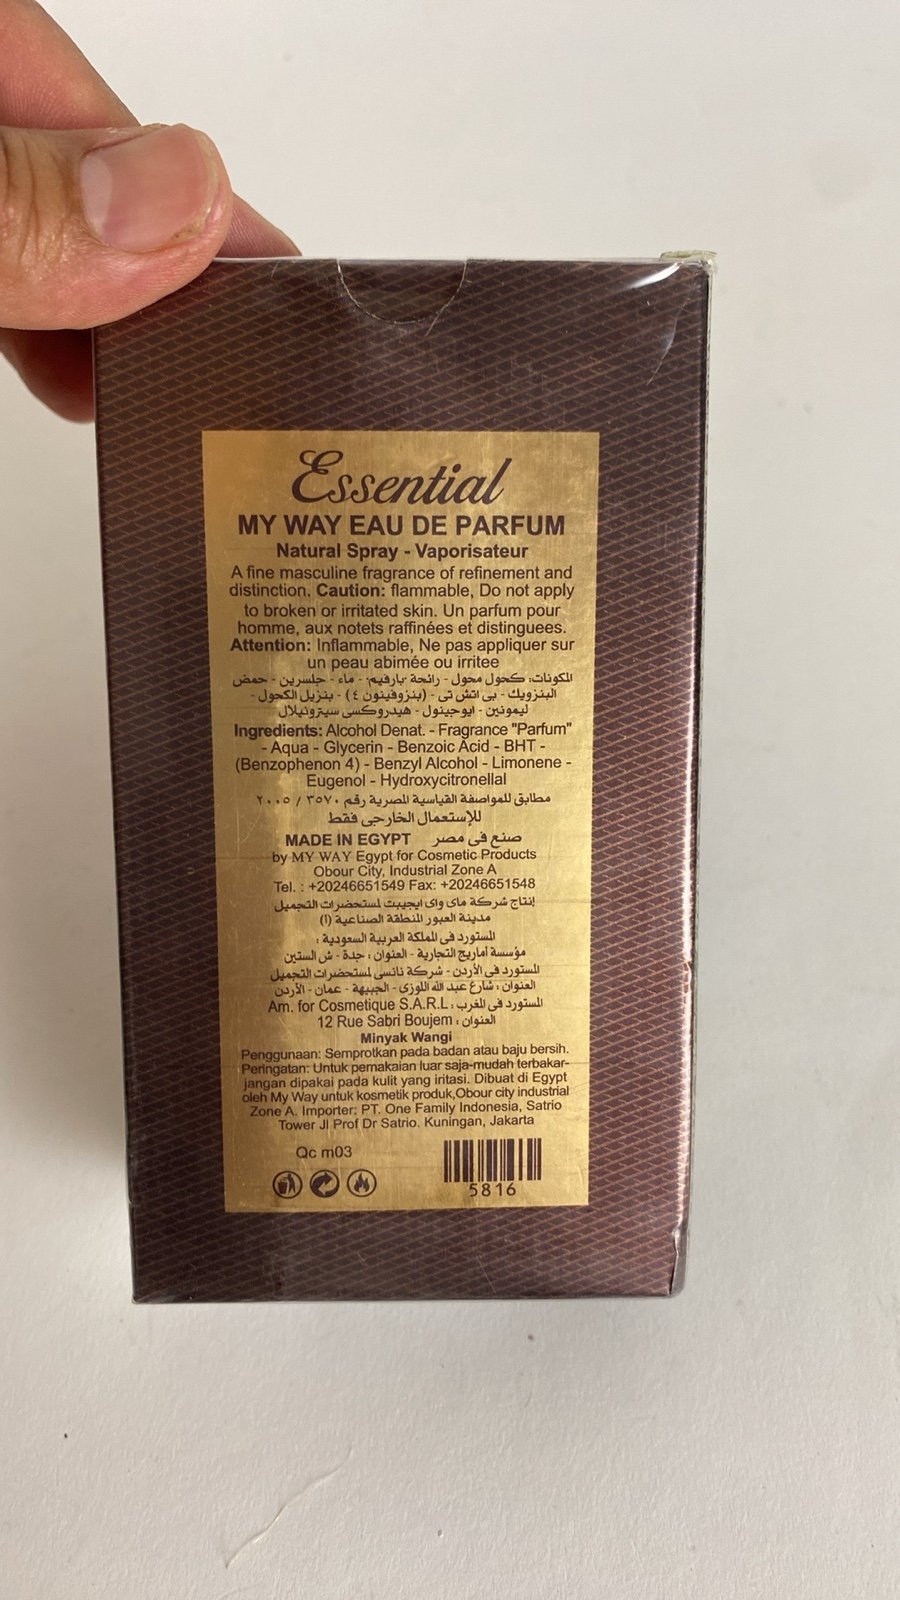 Essential
MY WAY EAU DE PARFUM
Natural Spray - Vaporisateur
A fine masculine fragrance of refinement and
distinction. Caution: flammable, Do not apply
to broken or irritated skin. Un parfum pour
homme, aux notets raffinées et distinguees.
Attention: Inflammable, Ne pas appliquer sur
un peau abimée ou irritee
المكونات: كحول محول - رائحة "بارفيم" - ماء - جلسرين - حمض
البنزويك - بى اتش تى - (بنزوفينون ٤) - بنزيل الكحول -
ليمونين - ايوجينول - هيدروكسى سيترونيلال
Ingredients: Alcohol Denat. - Fragrance "Parfum"
- Aqua - Glycerin - Benzoic Acid - BHT -
(Benzophenon 4) - Benzyl Alcohol - Limonene -
Eugenol - Hydroxycitronellal
مطابق للمواصفة القياسية المصرية رقم ٣٥٧٠ / ٢٠٠٥
للإستعمال الخارجى فقط
MADE IN EGYPT صنع فى مصر
by MY WAY Egypt for Cosmetic Products
Obour City, Industrial Zone A
Tel. : +20246651549 Fax: +20246651548
إنتاج شركة ماى واى ايجيبت لمستحضرات التجميل
مدينة العبور المنطقة الصناعية (أ)
المستورد فى المملكة العربية السعودية :
مؤسسة أماريج التجارية - العنوان : جدة - ش الستين
المستورد فى الأردن - شركة نانسى لمستحضرات التجميل
العنوان : شارع عبد الله اللوزى - الجبيهة - عمان - الأردن
المستورد فى المغرب : Am. for Cosmetique S.A.R.L
العنوان : 12 Rue Sabri Boujem
Minyak Wangi
Penggunaan: Semprotkan pada badan atau baju bersih.
Peringatan: Untuk pemakaian luar saja-mudah terbakar-
jangan dipakai pada kulit yang iritasi. Dibuat di Egypt
oleh My Way untuk kosmetik produk,Obour city industrial
Zone A. Importer: PT. One Family Indonesia, Satrio
Tower Jl Prof Dr Satrio. Kuningan, Jakarta
Qc m03
5816